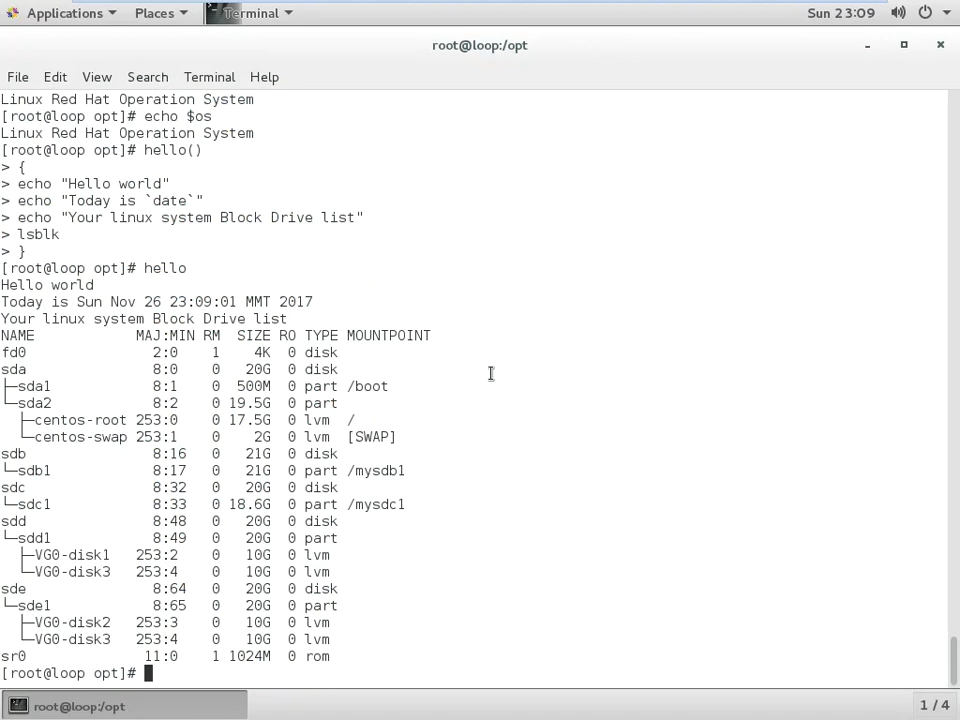 Applications Places Terminal Sun 23:09
root@loop:/opt
File Edit View Search Terminal Help
Linux Red Hat Operation System
[root@loop opt]# echo $os
Linux Red Hat Operation System
[root@loop opt]# hello()
> {
> echo "Hello world"
> echo "Today is `date`"
> echo "Your linux system Block Drive list"
> lsblk
> }
[root@loop opt]# hello
Hello world
Today is Sun Nov 26 23:09:01 MMT 2017
Your linux system Block Drive list
NAME MAJ:MIN RM SIZE RO TYPE MOUNTPOINT
fd0 2:0 1 4K 0 disk
sda 8:0 0 20G 0 disk
├─sda1 8:1 0 500M 0 part /boot
└─sda2 8:2 0 19.5G 0 part
├─centos-root 253:0 0 17.5G 0 lvm /
└─centos-swap 253:1 0 2G 0 lvm [SWAP]
sdb 8:16 0 21G 0 disk
└─sdb1 8:17 0 21G 0 part /mysdb1
sdc 8:32 0 20G 0 disk
└─sdc1 8:33 0 18.6G 0 part /mysdc1
sdd 8:48 0 20G 0 disk
└─sdd1 8:49 0 20G 0 part
├─VG0-disk1 253:2 0 10G 0 lvm
└─VG0-disk3 253:4 0 10G 0 lvm
sde 8:64 0 20G 0 disk
└─sde1 8:65 0 20G 0 part
├─VG0-disk2 253:3 0 10G 0 lvm
└─VG0-disk3 253:4 0 10G 0 lvm
sr0 11:0 1 1024M 0 rom
[root@loop opt]#
root@loop:/opt 1 / 4